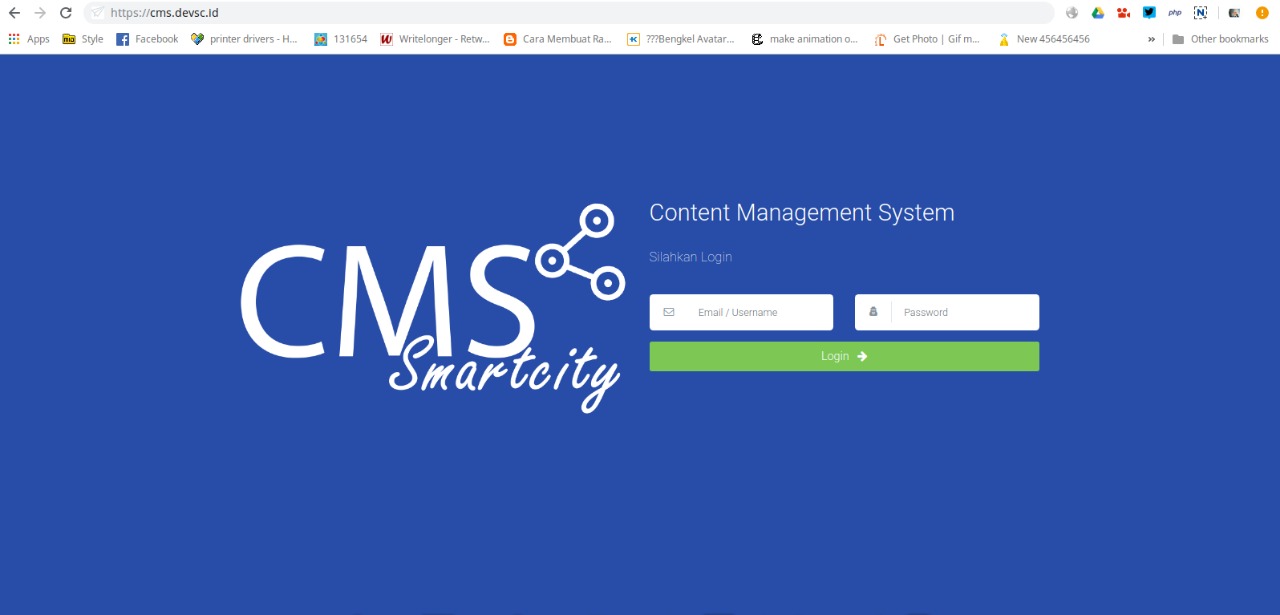 https://cms.devsc.id
php
Apps Style Facebook printer drivers - H... 131654 Writelonger - Retw... Cara Membuat Ra... ???Bengkel Avatar... make animation o... Get Photo | Gif m... New 456456456 » Other bookmarks
CMS
Smartcity
Content Management System
Silahkan Login
Email / Username
Password
Login